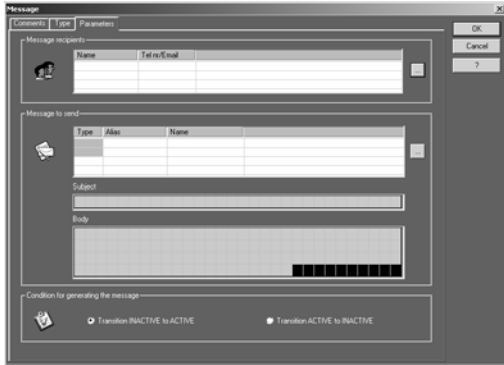 Message
Comments Type Parameters
OK
Cancel
?
Message recipients
Name Tel nr/Email
...
Message to send
Type Alias Name
...
Subject
Body
Condition for generating the message
Transition INACTIVE to ACTIVE Transition ACTIVE to INACTIVE